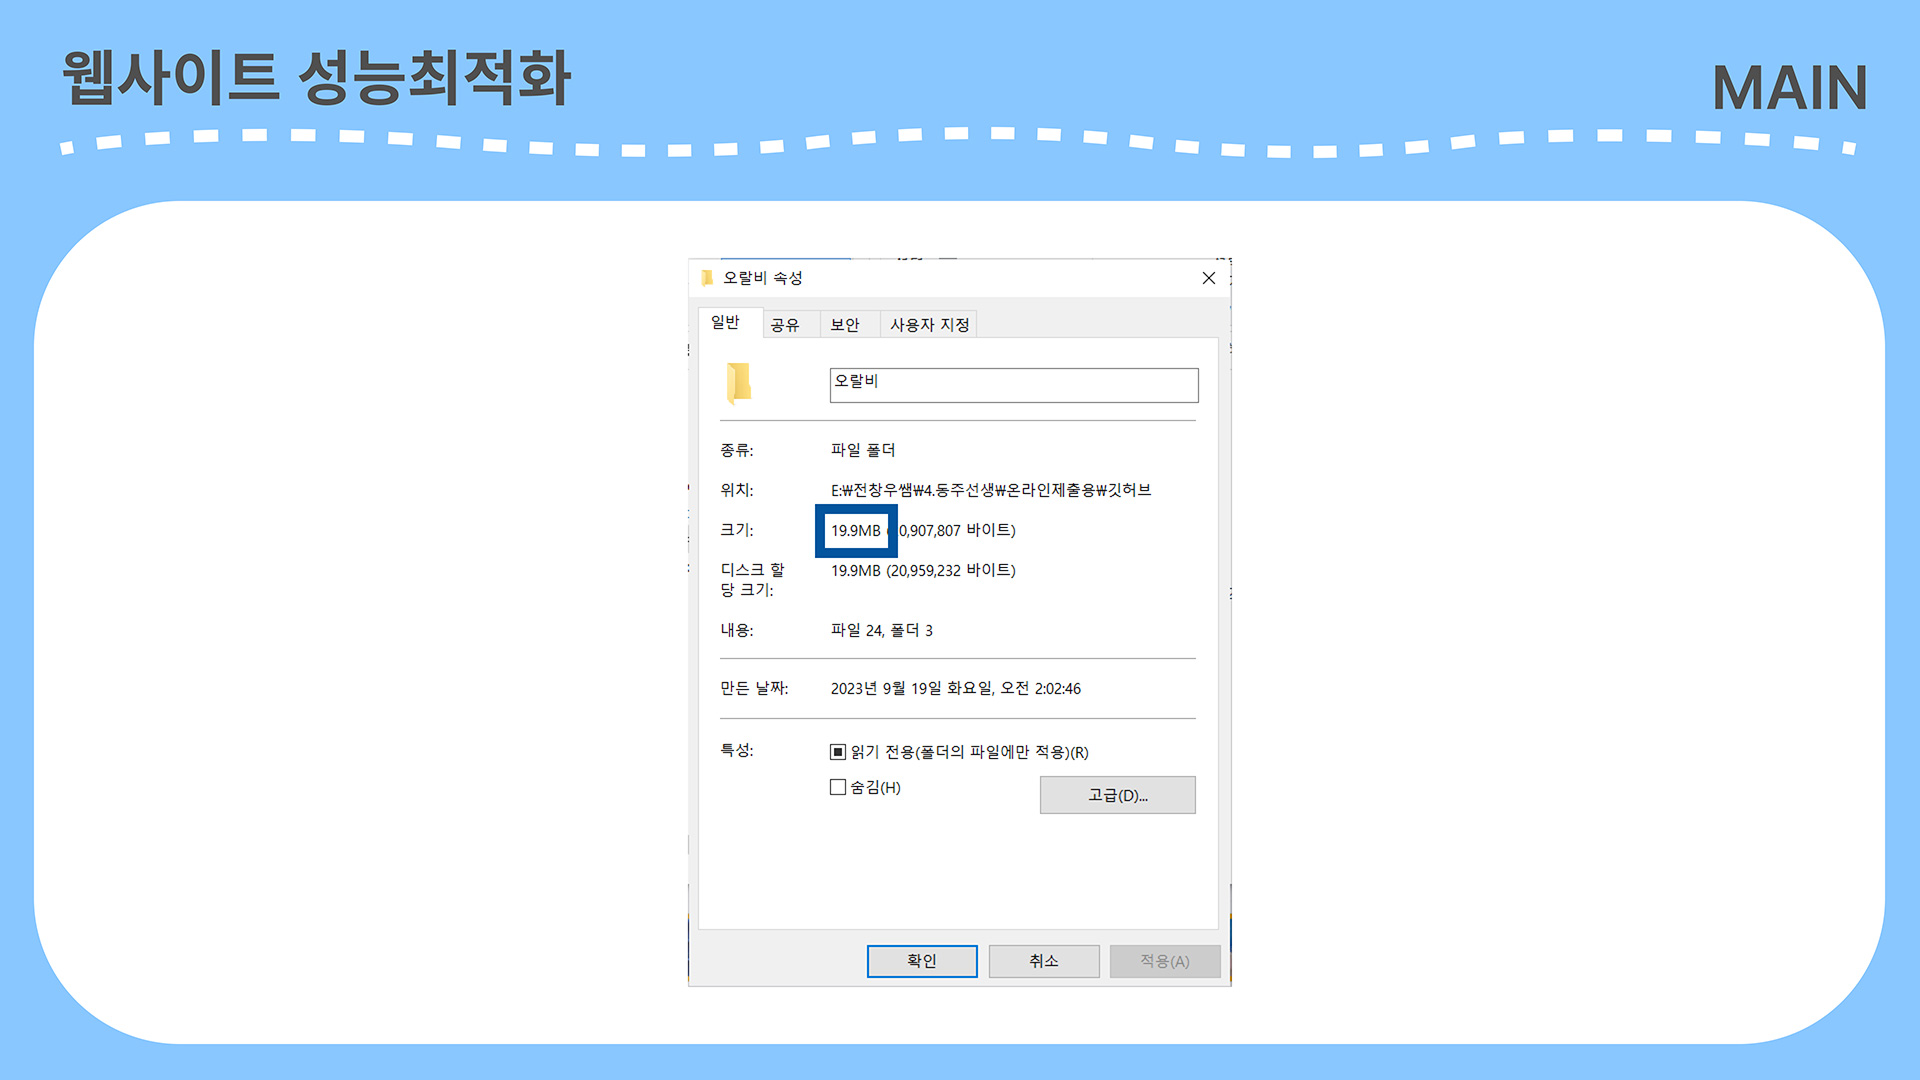 웹사이트 성능최적화
MAIN
오랄비 속성
일반
공유
보안
사용자 지정
오랄비
종류:
파일 폴더
위치:
E:₩전창우쌤₩4.동주선생₩온라인제출용₩깃허브
크기:
19.9MB 0,907,807 바이트)
디스크 할
당 크기:
19.9MB (20,959,232 바이트)
내용:
파일 24, 폴더 3
만든 날짜:
2023년 9월 19일 화요일, 오전 2:02:46
특성:
읽기 전용(폴더의 파일에만 적용)(R)
숨김(H)
고급(D)...
확인
취소
적용(A)